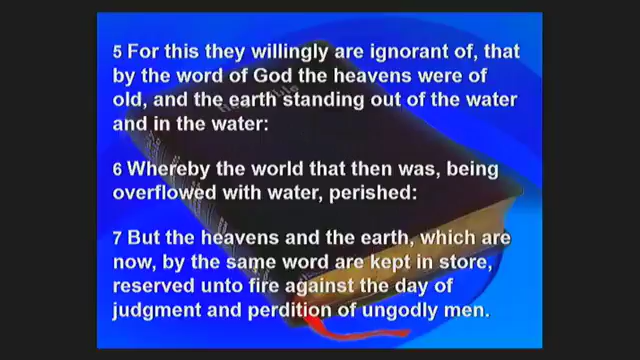 5 For this they willingly are ignorant of, that
by the word of God the heavens were of
old, and the earth standing out of the water
and in the water:
6 Whereby the world that then was, being
overflowed with water, perished:
7 But the heavens and the earth, which are
now, by the same word are kept in store,
reserved unto fire against the day of
judgment and perdition of ungodly men.